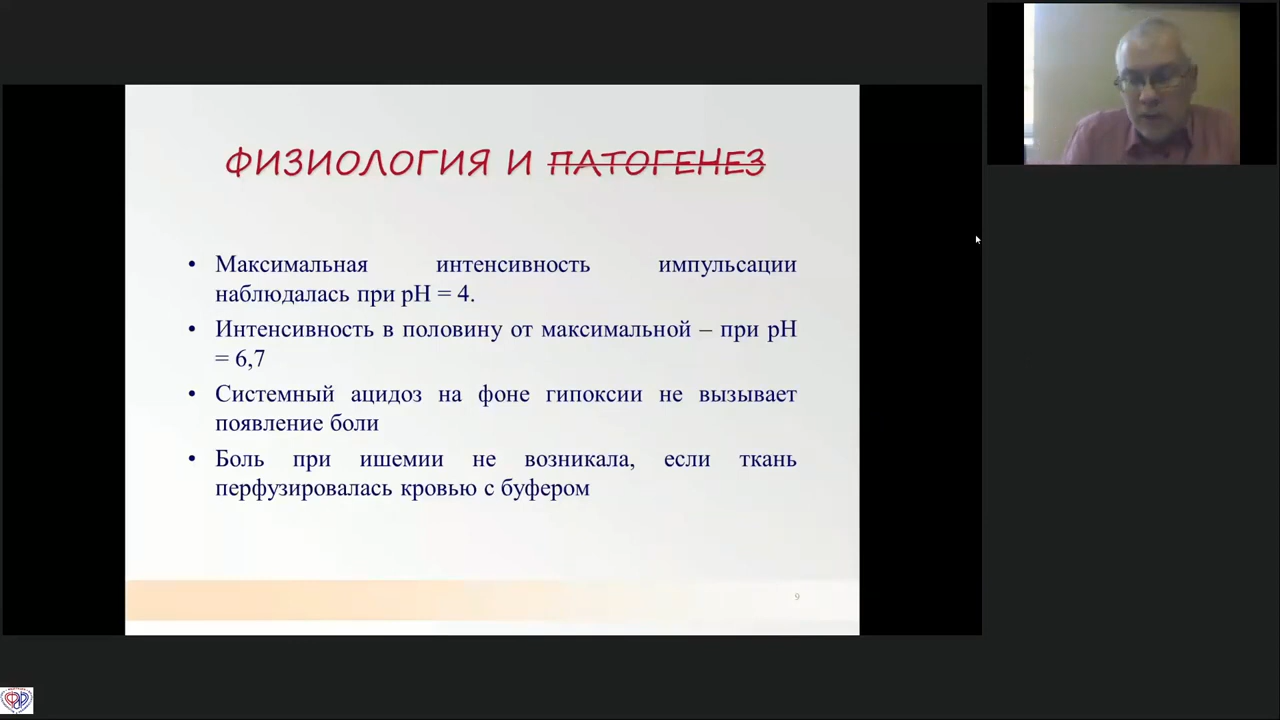 ФИЗИОЛОГИЯ И ПАТОГЕНЕЗ
• Максимальная интенсивность импульсации
наблюдалась при pH = 4.
• Интенсивность в половину от максимальной – при pH
= 6,7
• Системный ацидоз на фоне гипоксии не вызывает
появление боли
• Боль при ишемии не возникала, если ткань
перфузировалась кровью с буфером
9